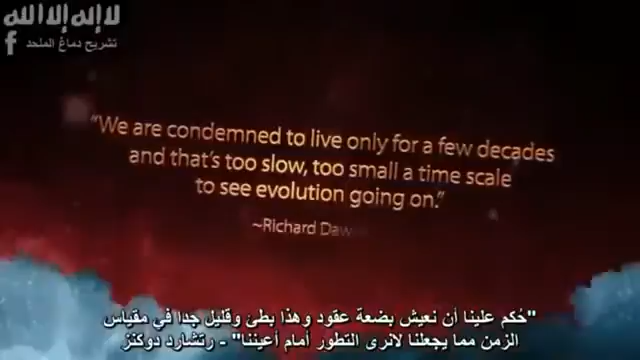 لا إله إلا الله
تشريح دماغ الملحد
"We are condemned to live only for a few decades
and that's too slow, too small a time scale
to see evolution going on."
~Richard Daw
"حُكم علينا أن نعيش بضعة عقود وهذا بطئ وقليل جدا في مقياس
الزمن مما يجعلنا لانرى التطور أمام أعيننا" - رتشارد دوكنز